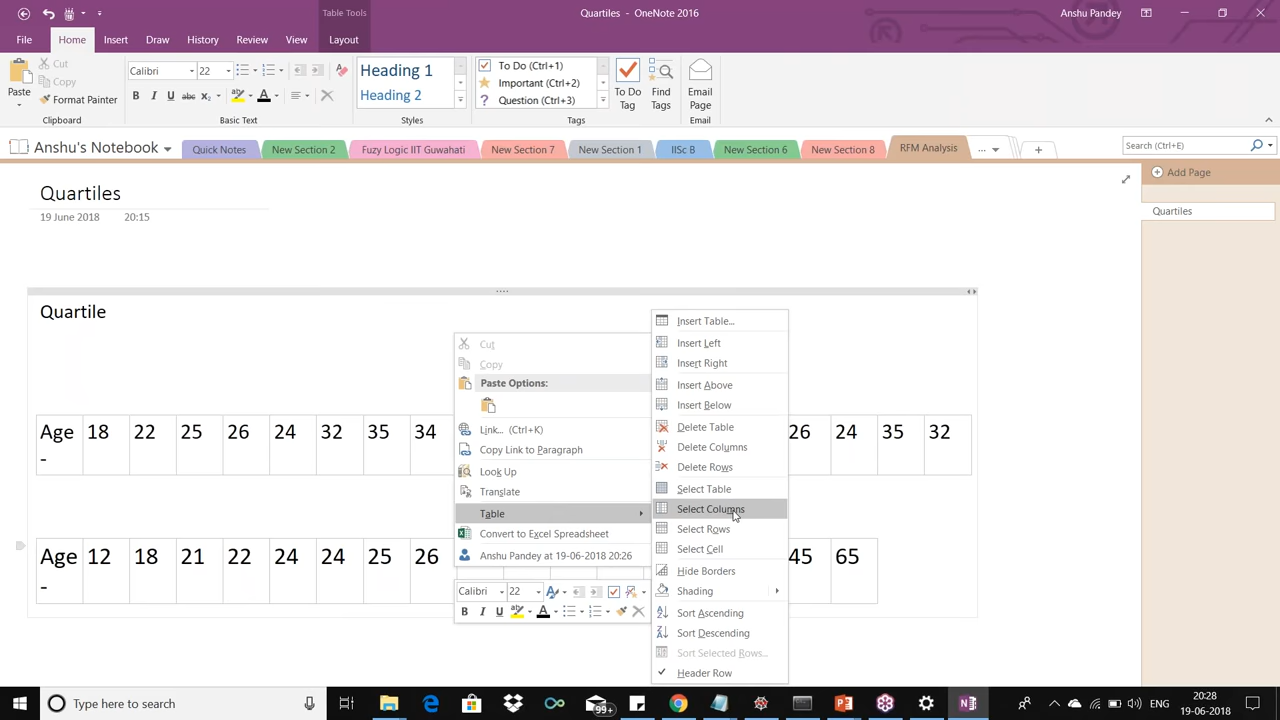 Table Tools
Quartiles - OneNote 2016
Anshu Pandey
File Home Insert Draw History Review View Layout
Paste
Cut
Copy
Format Painter
Clipboard
Calibri 22
B I U abc x₂ A
Basic Text
Heading 1
Heading 2
Styles
To Do (Ctrl+1)
Important (Ctrl+2)
Question (Ctrl+3)
Tags
To Do Tag
Find Tags
Email Page
Email
Anshu's Notebook
Quick Notes New Section 2 Fuzy Logic IIT Guwahati New Section 7 New Section 1 IISc B New Section 6 New Section 8 RFM Analysis ...
Search (Ctrl+E)
Add Page
Quartiles
Quartiles
19 June 2018 20:15
Quartile
Age - 18 22 25 26 24 32 35 34 26 24 35 32
Age - 12 18 21 22 24 24 25 26 45 65
Cut
Copy
Paste Options:
Link... (Ctrl+K)
Copy Link to Paragraph
Look Up
Translate
Table
Convert to Excel Spreadsheet
Anshu Pandey at 19-06-2018 20:26
Calibri 22
B I U A
Insert Table...
Insert Left
Insert Right
Insert Above
Insert Below
Delete Table
Delete Columns
Delete Rows
Select Table
Select Columns
Select Rows
Select Cell
Hide Borders
Shading
Sort Ascending
Sort Descending
Sort Selected Rows...
Header Row
Type here to search
99+
ENG
20:28
19-06-2018